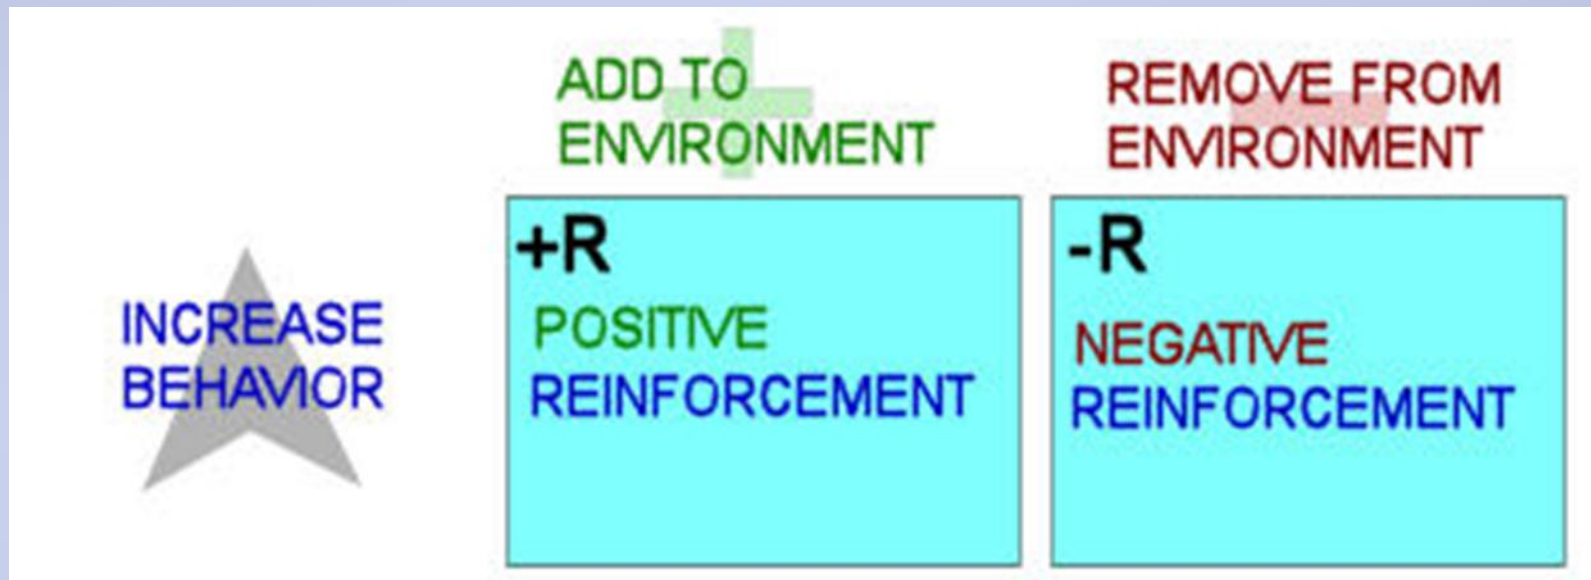 ADD TO
ENVIRONMENT
REMOVE FROM
ENVIRONMENT
INCREASE
BEHAVIOR
+R
POSITIVE
REINFORCEMENT
-R
NEGATIVE
REINFORCEMENT